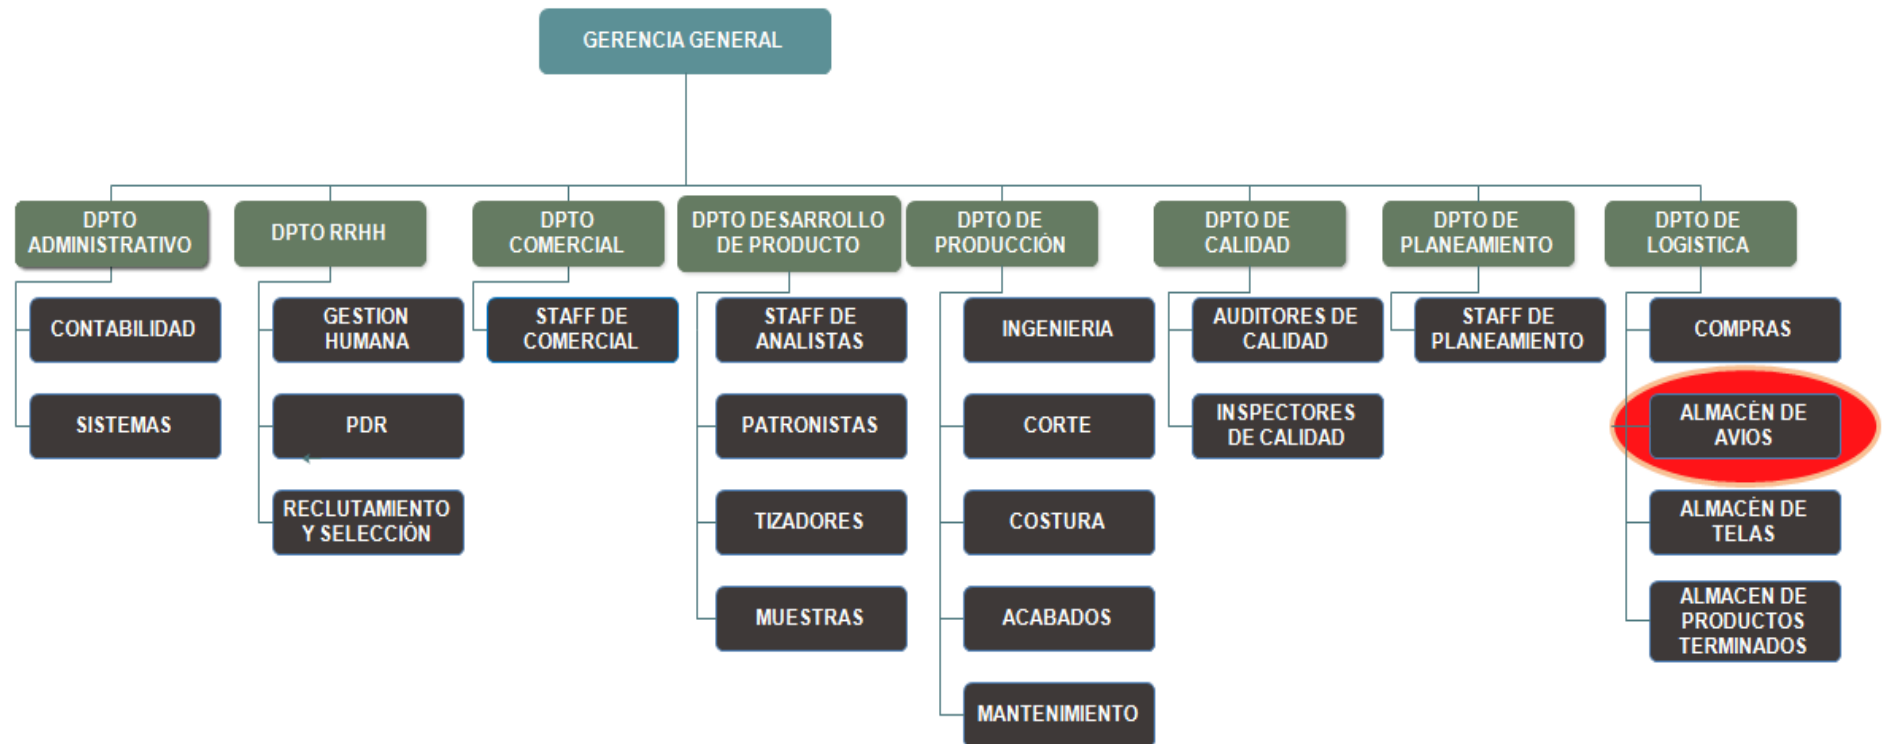 GERENCIA GENERAL
DPTO
ADMINISTRATIVO
DPTO RRHH
DPTO
COMERCIAL
DPTO DESARROLLO
DE PRODUCTO
DPTO DE
PRODUCCIÓN
DPTO DE
CALIDAD
DPTO DE
PLANEAMIENTO
DPTO DE
LOGISTICA
CONTABILIDAD
GESTION
HUMANA
STAFF DE
COMERCIAL
STAFF DE
ANALISTAS
INGENIERIA
AUDITORES DE
CALIDAD
STAFF DE
PLANEAMIENTO
COMPRAS
SISTEMAS
PDR
PATRONISTAS
CORTE
INSPECTORES
DE CALIDAD
ALMACÉN DE
AVIOS
RECLUTAMIENTO
Y SELECCIÓN
TIZADORES
COSTURA
ALMACÉN DE
TELAS
MUESTRAS
ACABADOS
ALMACEN DE
PRODUCTOS
TERMINADOS
MANTENIMIENTO